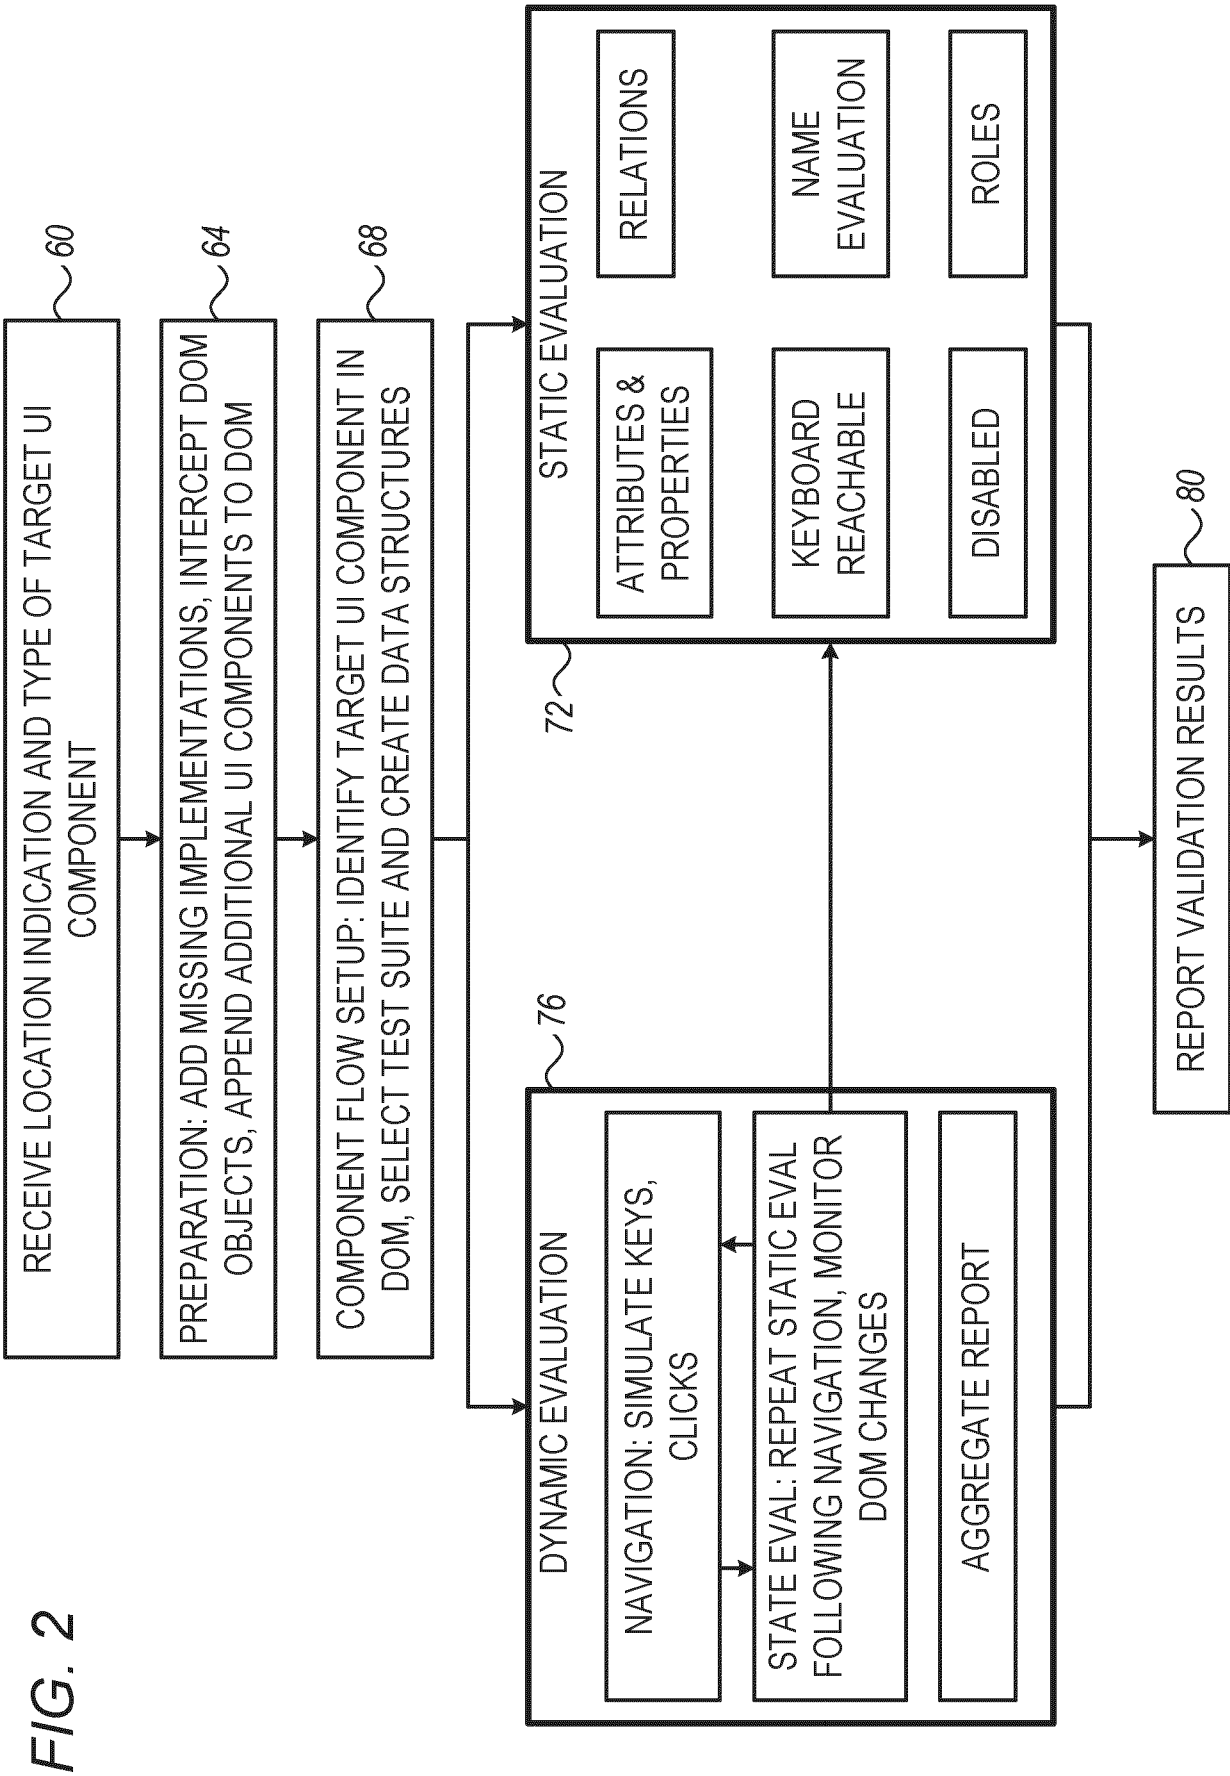 FIG. 2
RECEIVE LOCATION INDICATION AND TYPE OF TARGET UI
COMPONENT
60
PREPARATION: ADD MISSING IMPLEMENTATIONS, INTERCEPT DOM
OBJECTS, APPEND ADDITIONAL UI COMPONENTS TO DOM
64
COMPONENT FLOW SETUP: IDENTIFY TARGET UI COMPONENT IN
DOM, SELECT TEST SUITE AND CREATE DATA STRUCTURES
68
DYNAMIC EVALUATION
76
NAVIGATION: SIMULATE KEYS,
CLICKS
STATE EVAL: REPEAT STATIC EVAL
FOLLOWING NAVIGATION, MONITOR
DOM CHANGES
AGGREGATE REPORT
72
STATIC EVALUATION
ATTRIBUTES &
PROPERTIES
RELATIONS
KEYBOARD
REACHABLE
NAME
EVALUATION
DISABLED
ROLES
REPORT VALIDATION RESULTS
80